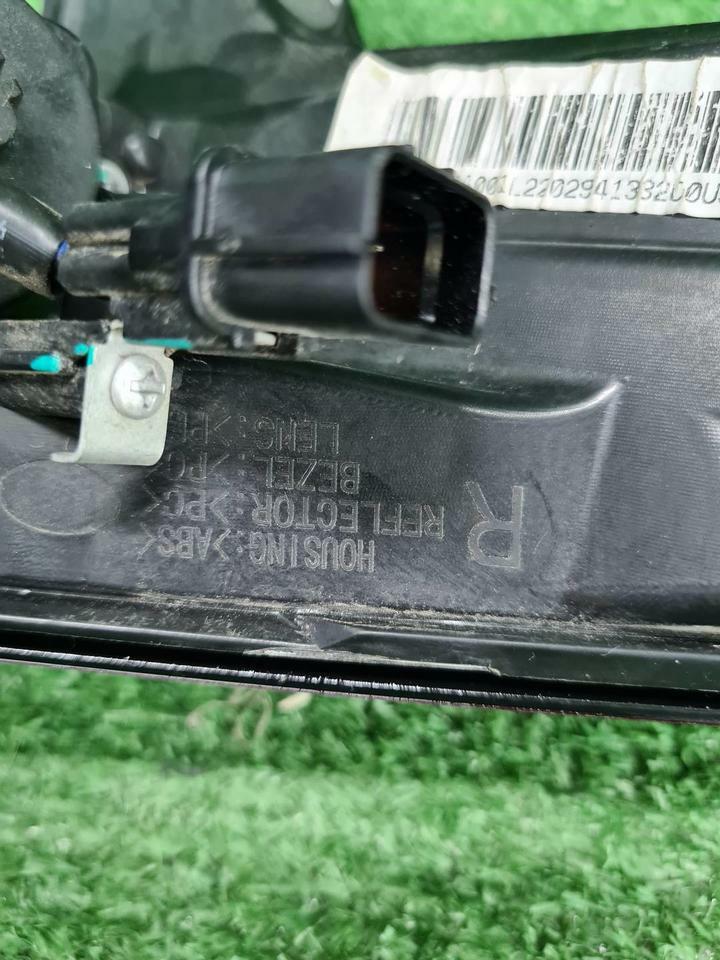 R
HOUSING:>ABS<
REFLECTOR:>PC<
BEZEL:>PC
LENS:>P